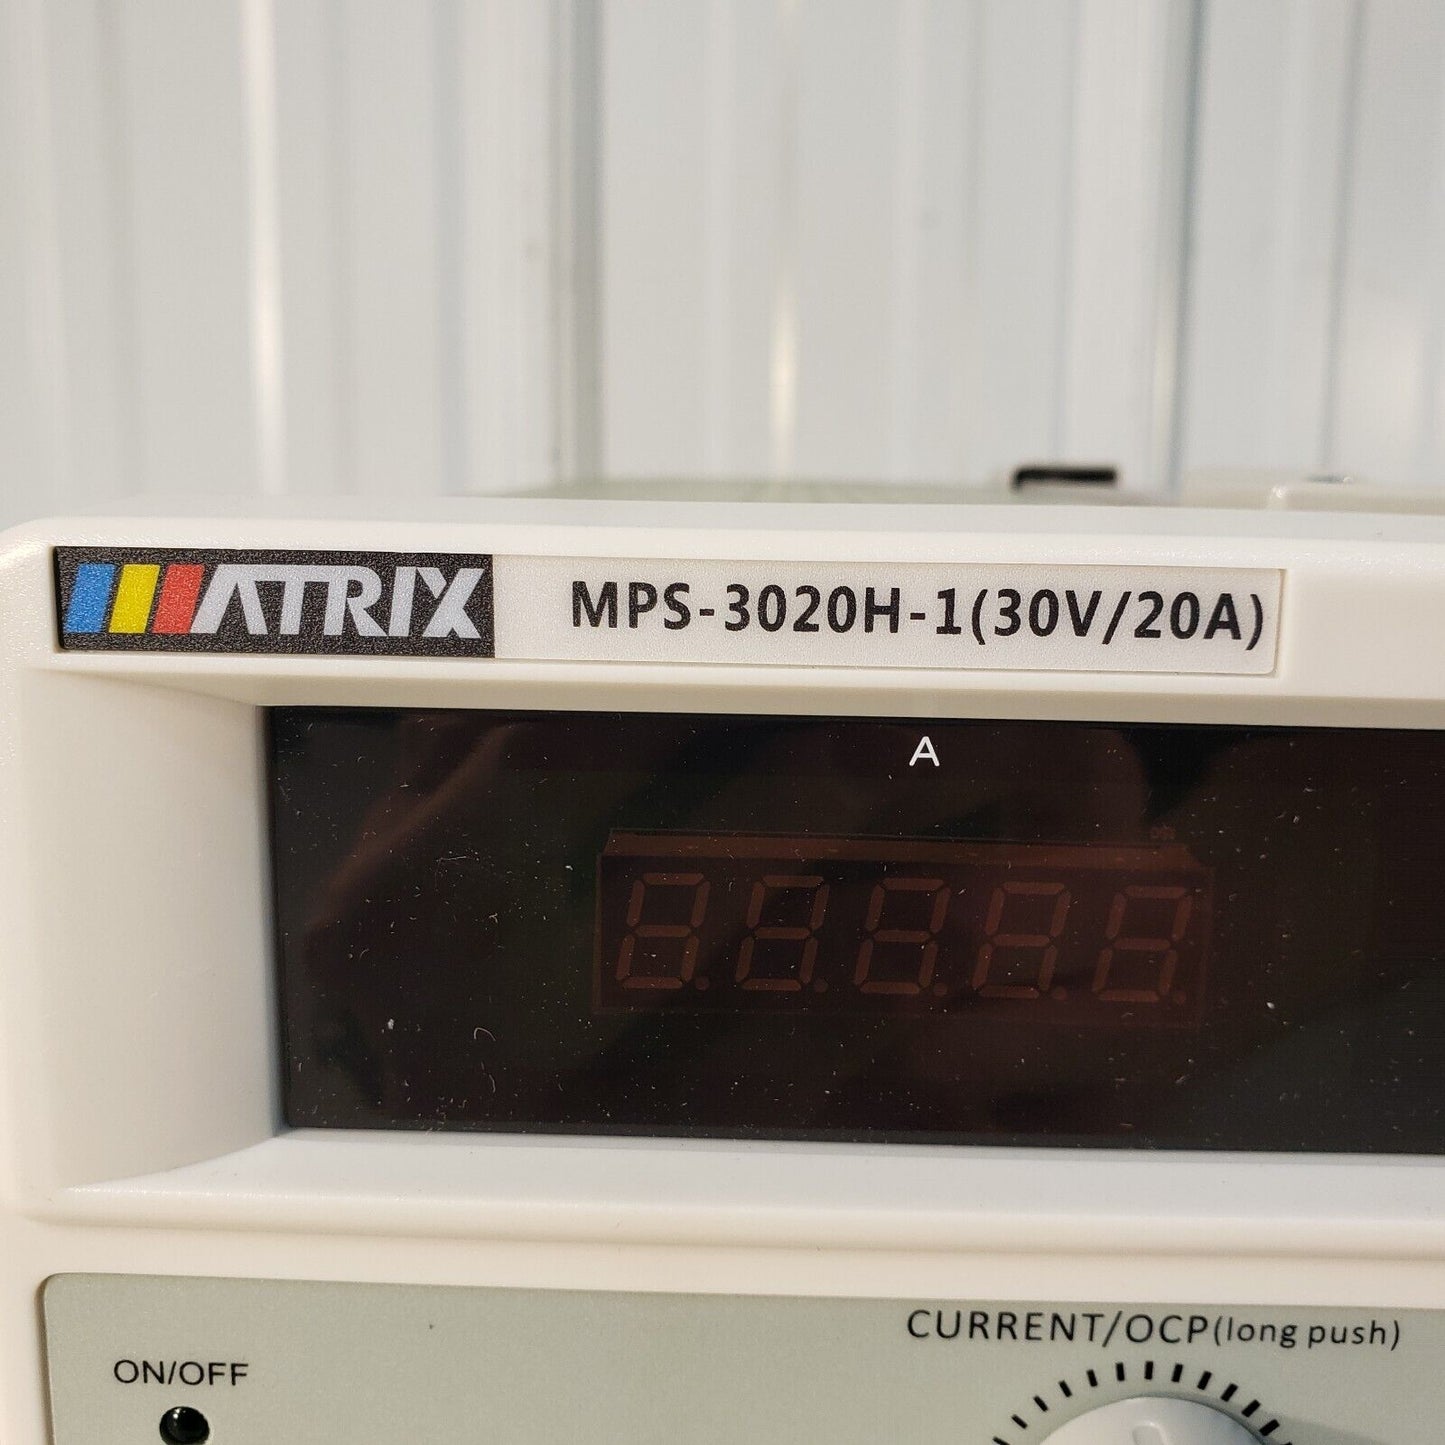 MATRIX MPS-3020H-1(30V/20A)
A
CURRENT/OCP(long push)
ON/OFF